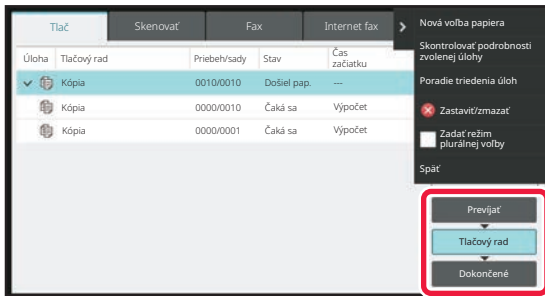 Tlač
Skenovať
Fax
Internet fax
Úloha Tlačový rad Priebeh/sady Stav Čas
začiatku
Kópia 0010/0010 Došiel pap. ---
Kópia 0000/0010 Čaká sa Výpočet
Kópia 0000/0001 Čaká sa Výpočet
Nová voľba papiera
Skontrolovať podrobnosti
zvolenej úlohy
Poradie triedenia úloh
Zastaviť/zmazať
Zadať režim
plurálnej voľby
Späť
Prevíjať
Tlačový rad
Dokončené